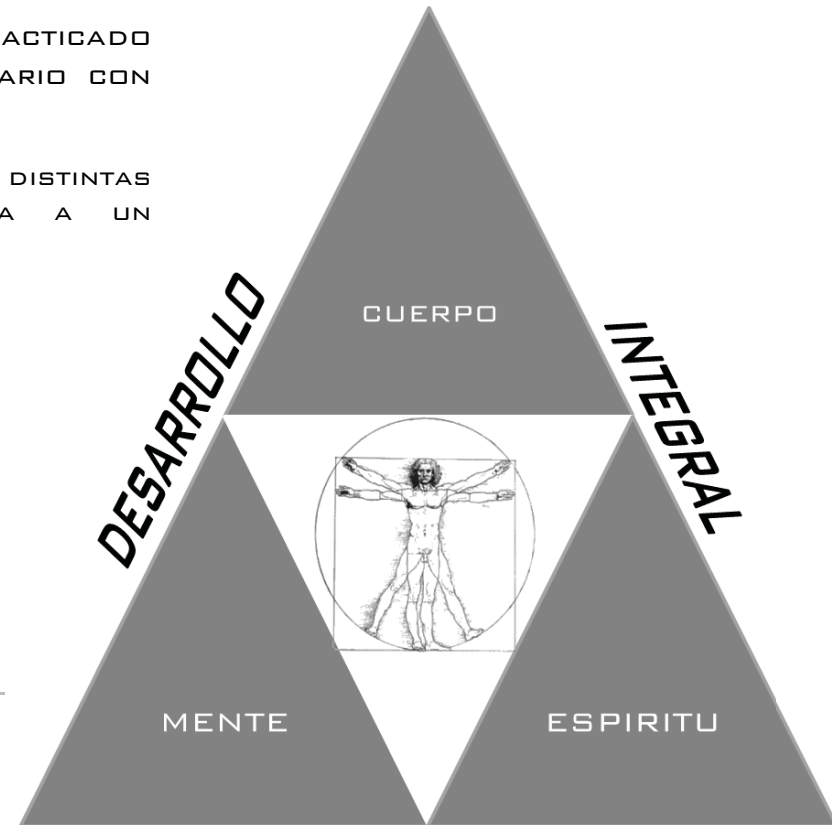 ACTICADO
ARIO CON
DISTINTAS
A A UN
DESARROLLO
INTEGRAL
CUERPO
MENTE
ESPIRITU